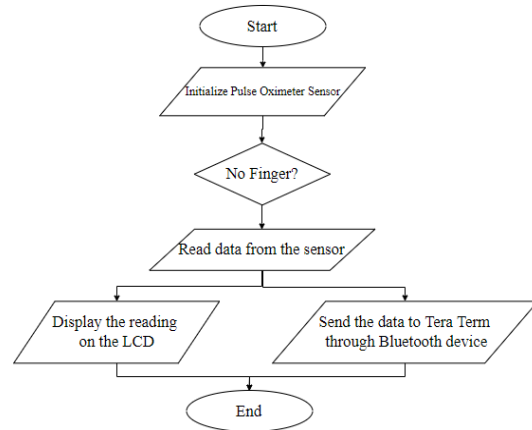 Start
Initialize Pulse Oximeter Sensor
No Finger?
Read data from the sensor
Display the reading
on the LCD
Send the data to Tera Term
through Bluetooth device
End